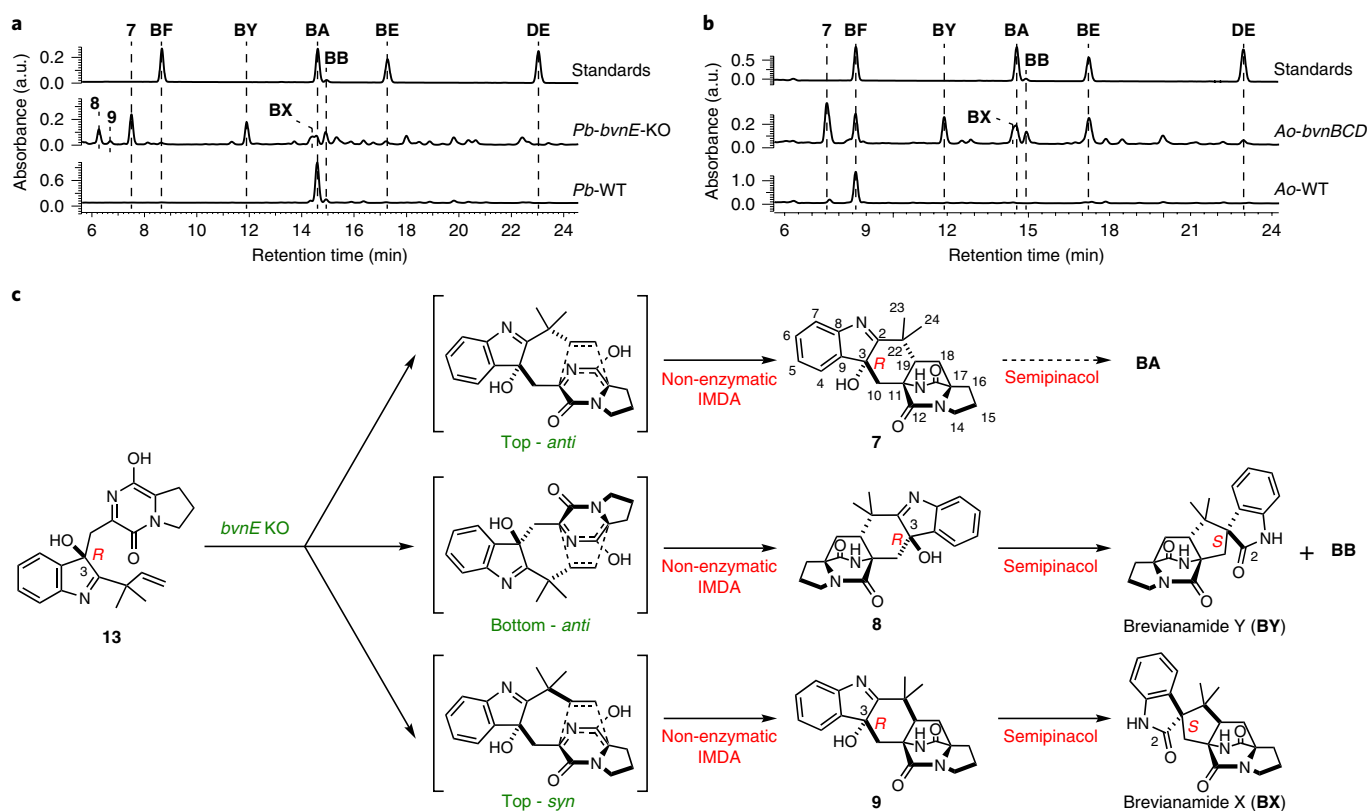 a
7 BF BY BA BB BE DE
0.2
0.0
Standards
8 9 BX
0.2
0.0
Pb-bvnE-KO
0.6
0.0
Pb-WT
Absorbance (a.u.)
6 8 10 12 14 16 18 20 22 24
Retention time (min)
b
7 BF BY BA BB BE DE
0.5
0.0
Standards
BX
0.2
0.0
Ao-bvnBCD
1.0
0.0
Ao-WT
Absorbance (a.u.)
6 9 12 15 18 21 24
Retention time (min)
c
OH
N
N
O
HO
R
3
N
13
bvnE KO
N
OH
N
HO
N
O
Top - anti
Non-enzymatic
IMDA
23
24
7
8
N
2
6
22
18
5
3
R
19
O
17
16
4
9
HO
10
11
N
H
12
N
15
O
14
7
Semipinacol
BA
O
N
HO
N
OH
N
Bottom - anti
Non-enzymatic
IMDA
N
3
R
OH
O
N
H
N
O
8
Semipinacol
S
2
NH
O
O
N
H
N
O
Brevianamide Y (BY)
+ BB
N
OH
N
HO
N
O
Top - syn
Non-enzymatic
IMDA
N
3
R
HO
N
H
O
N
O
9
Semipinacol
HN
2
S
O
N
H
O
N
O
Brevianamide X (BX)